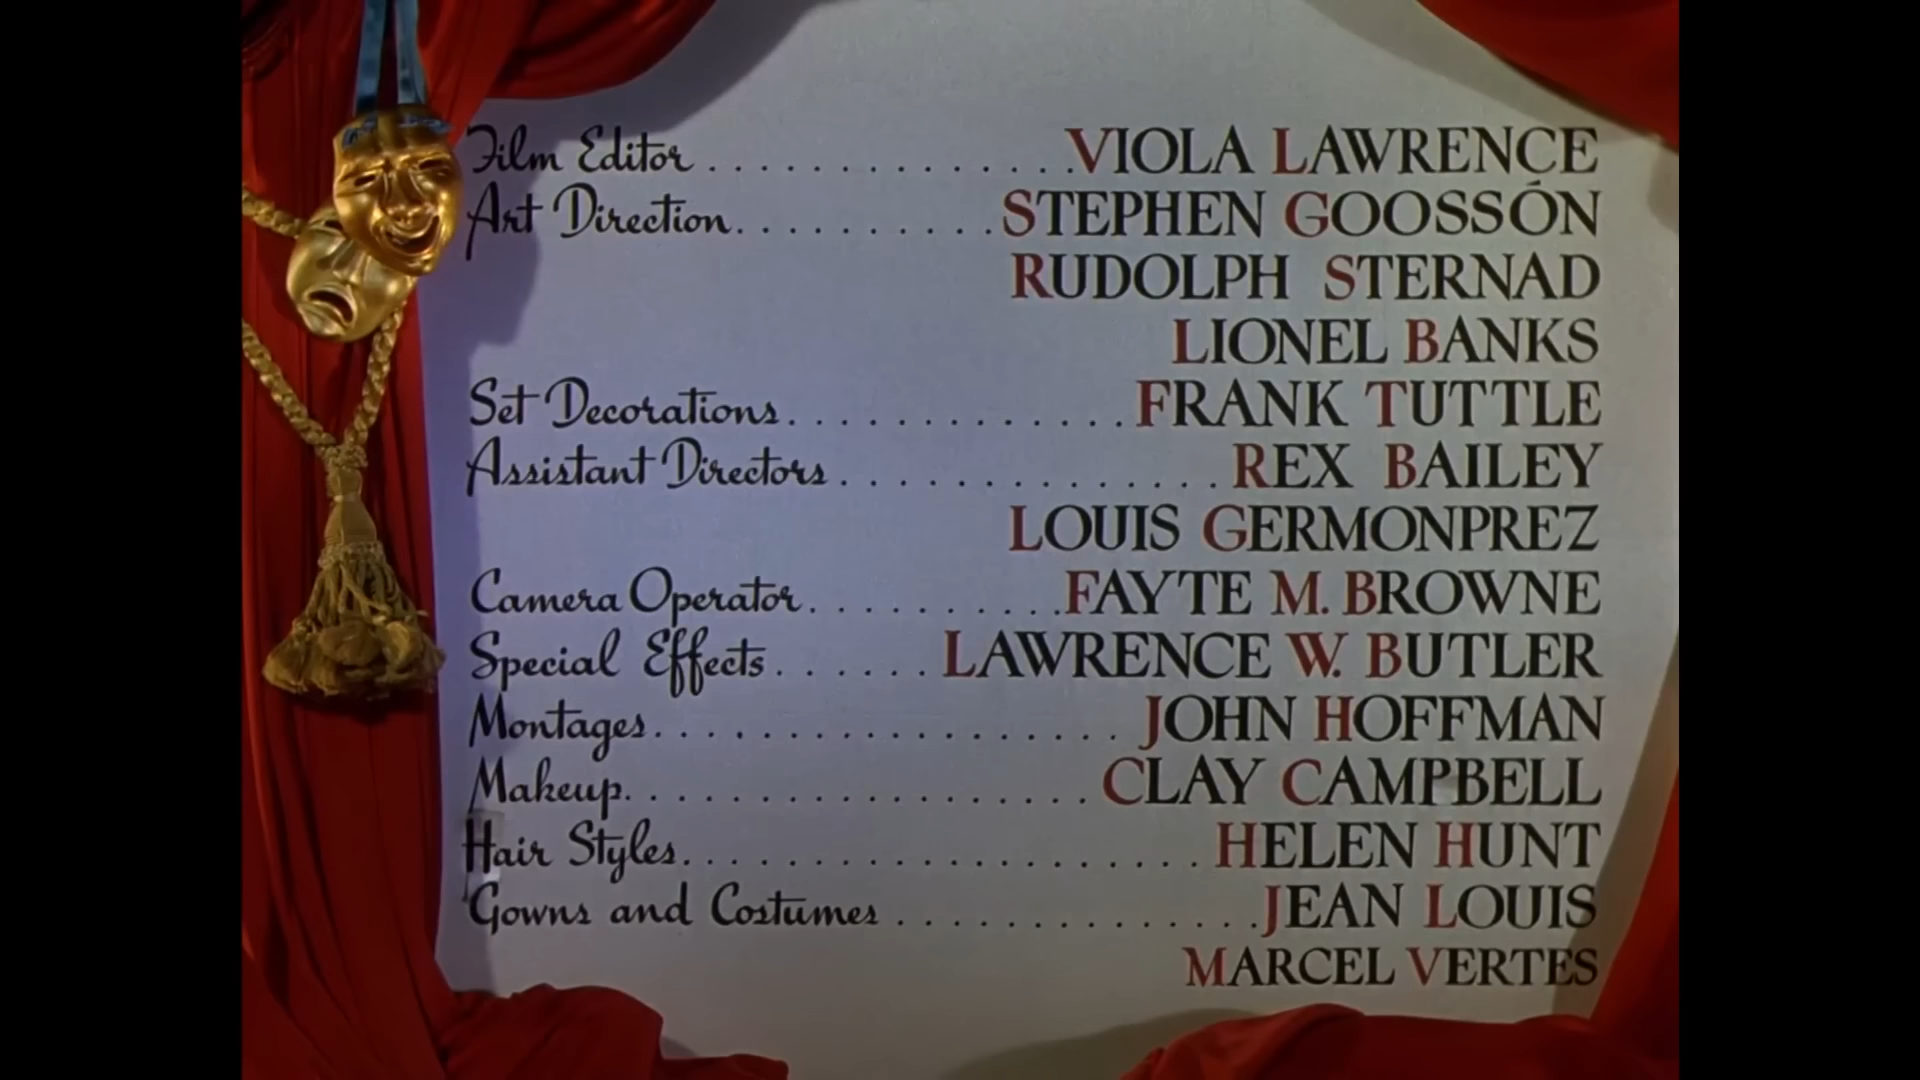 Film Editor . . . . . . . . . . . . . . . VIOLA LAWRENCE
Art Direction. . . . . . . . . . . STEPHEN GOOSSÓN
RUDOLPH STERNAD
LIONEL BANKS
Set Decorations. . . . . . . . . . . . . . FRANK TUTTLE
Assistant Directors . . . . . . . . . . . . . . . REX BAILEY
LOUIS GERMONPREZ
Camera Operator. . . . . . . . . . . FAYTE M. BROWNE
Special Effects. . . . . . . LAWRENCE W. BUTLER
Montages. . . . . . . . . . . . . . . . . . JOHN HOFFMAN
Makeup. . . . . . . . . . . . . . . . . . CLAY CAMPBELL
Hair Styles. . . . . . . . . . . . . . . . . . . . . HELEN HUNT
Gowns and Costumes . . . . . . . . . . . . . . JEAN LOUIS
MARCEL VERTES